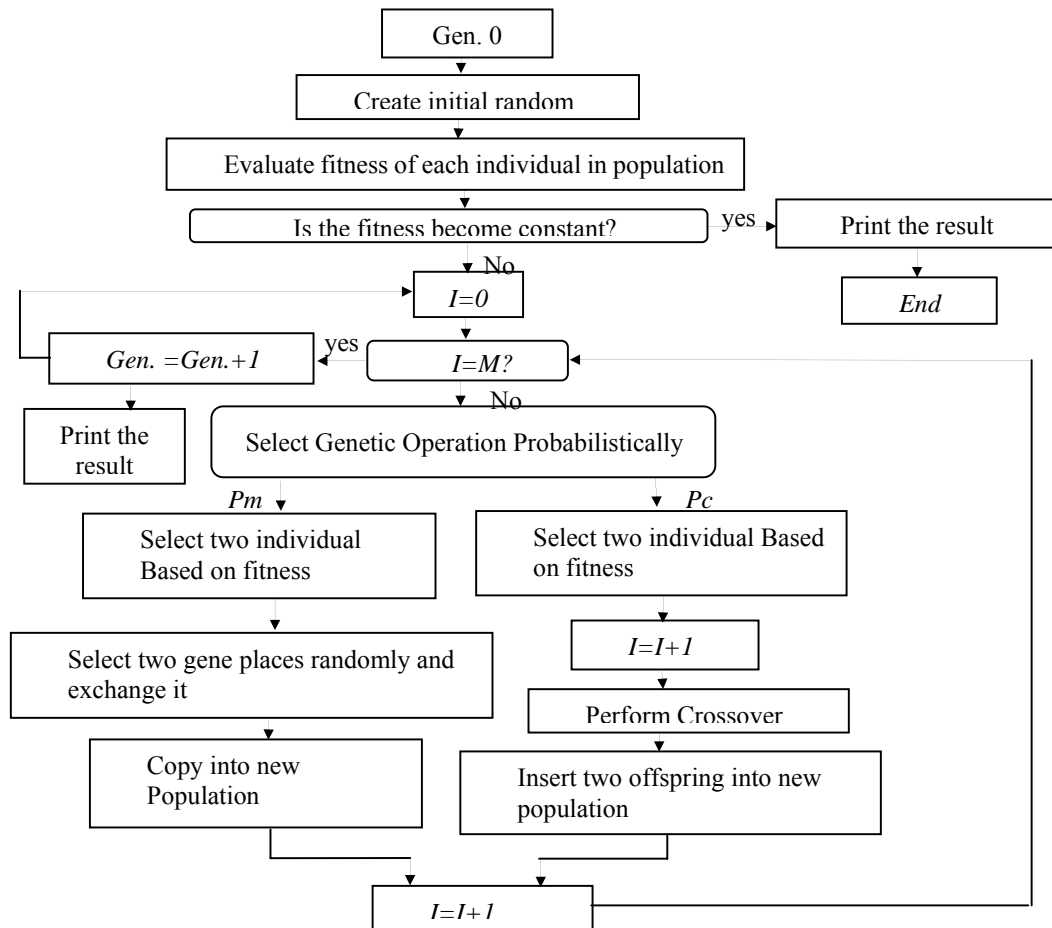 Gen. 0
Create initial random
Evaluate fitness of each individual in population
Is the fitness become constant?
yes
Print the result
No
End
I=0
Gen. =Gen.+1
yes
I=M?
No
Print the
result
Select Genetic Operation Probabilistically
Pm
Pc
Select two individual
Based on fitness
Select two individual Based
on fitness
I=I+1
Select two gene places randomly and
exchange it
Perform Crossover
Copy into new
Population
Insert two offspring into new
population
I=I+1